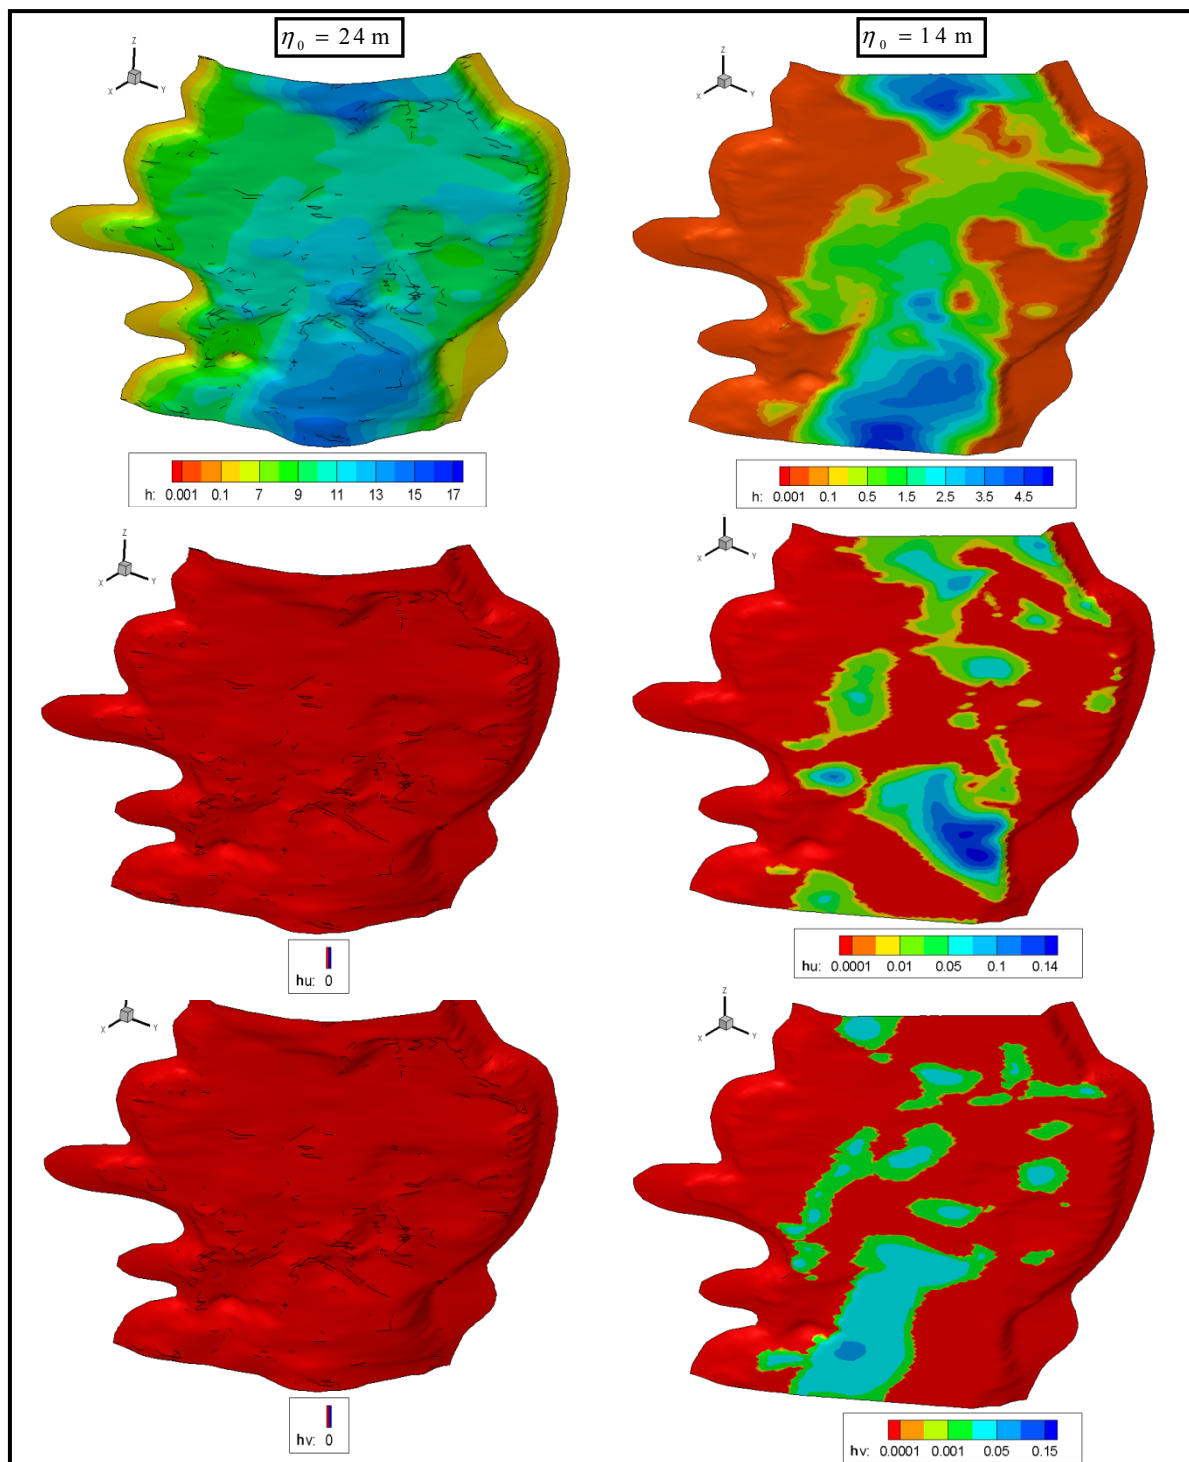 η₀ = 24 m
η₀ = 14 m
Z
X
Y
Z
X
Y
h: 0.001 0.1 7 9 11 13 15 17
h: 0.001 0.1 0.5 1.5 2.5 3.5 4.5
Z
X
Y
X
Y
hu: 0
hu: 0.0001 0.01 0.05 0.1 0.14
X
Y
Z
X
Y
hv: 0
hv: 0.0001 0.001 0.05 0.15